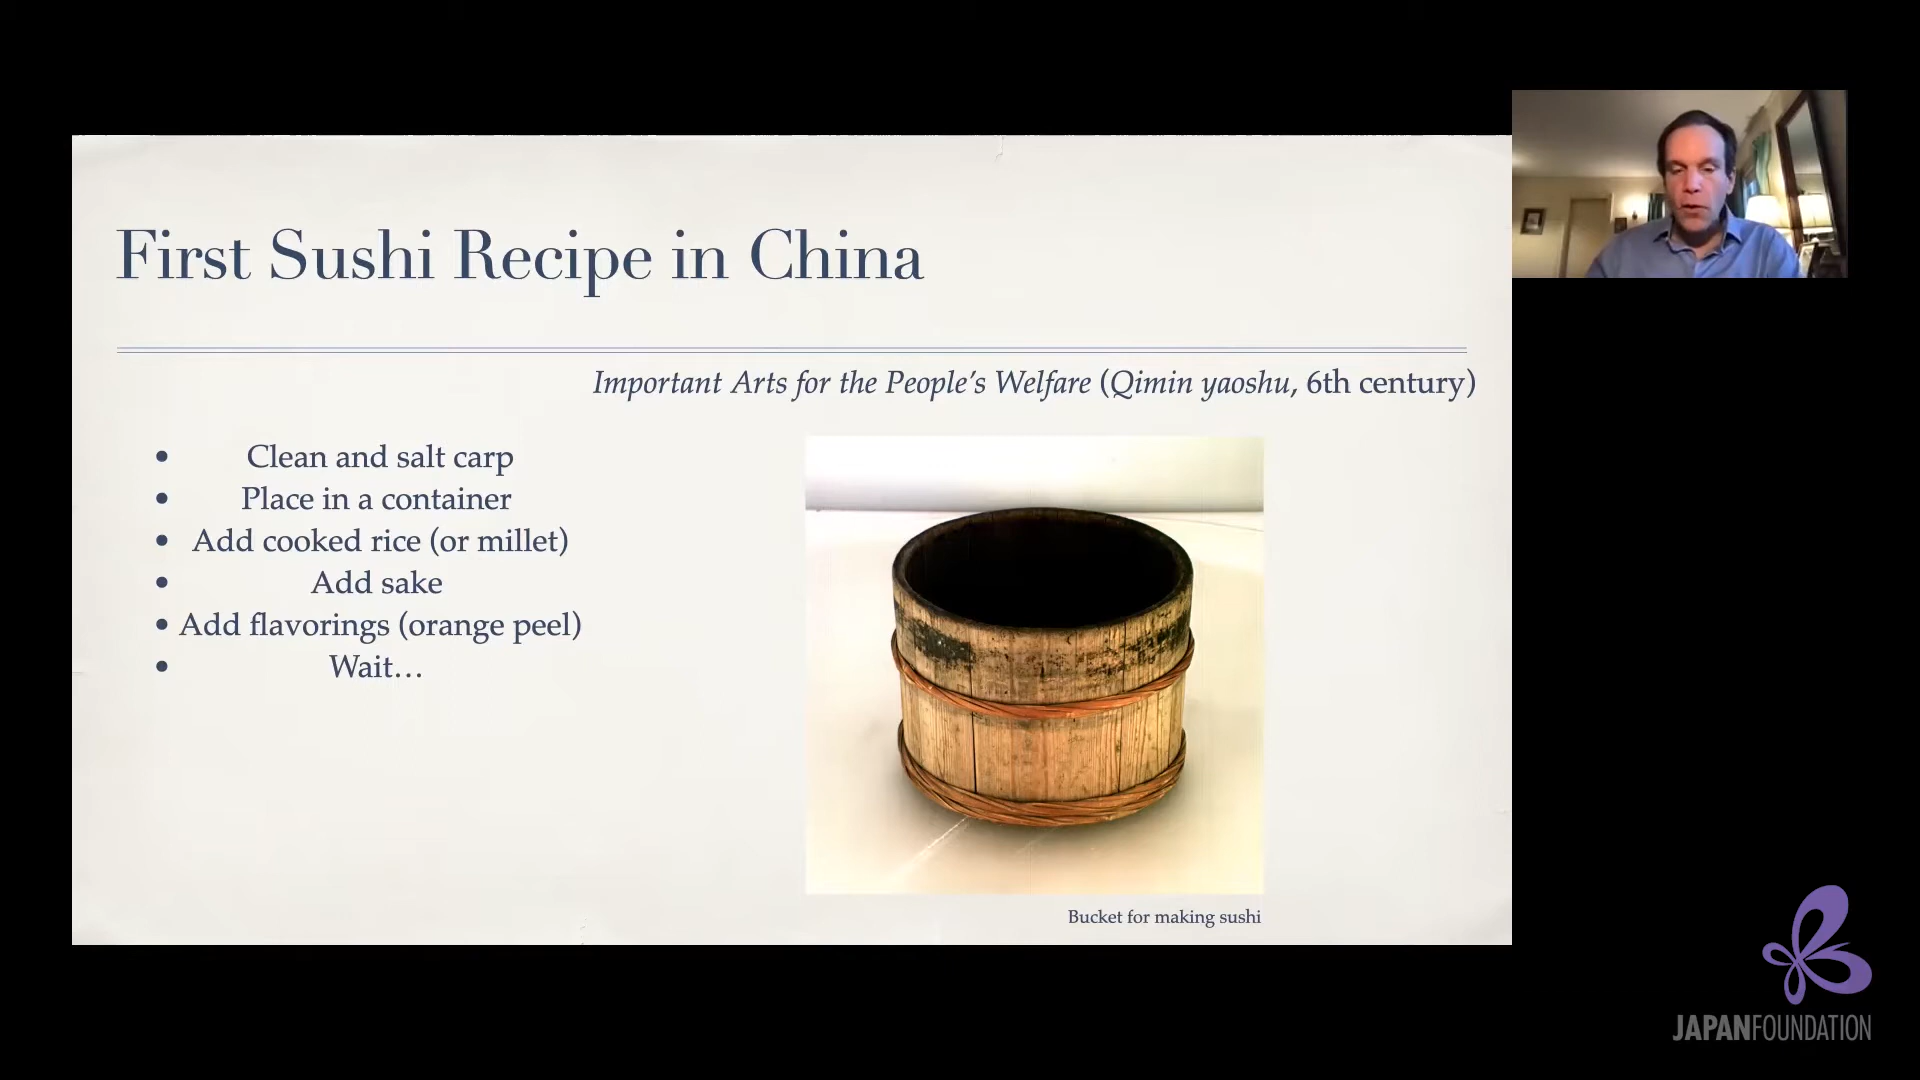 First Sushi Recipe in China
Important Arts for the People’s Welfare (Qimin yaoshu, 6th century)
• Clean and salt carp
• Place in a container
• Add cooked rice (or millet)
• Add sake
• Add flavorings (orange peel)
• Wait…
Bucket for making sushi
JAPANFOUNDATION